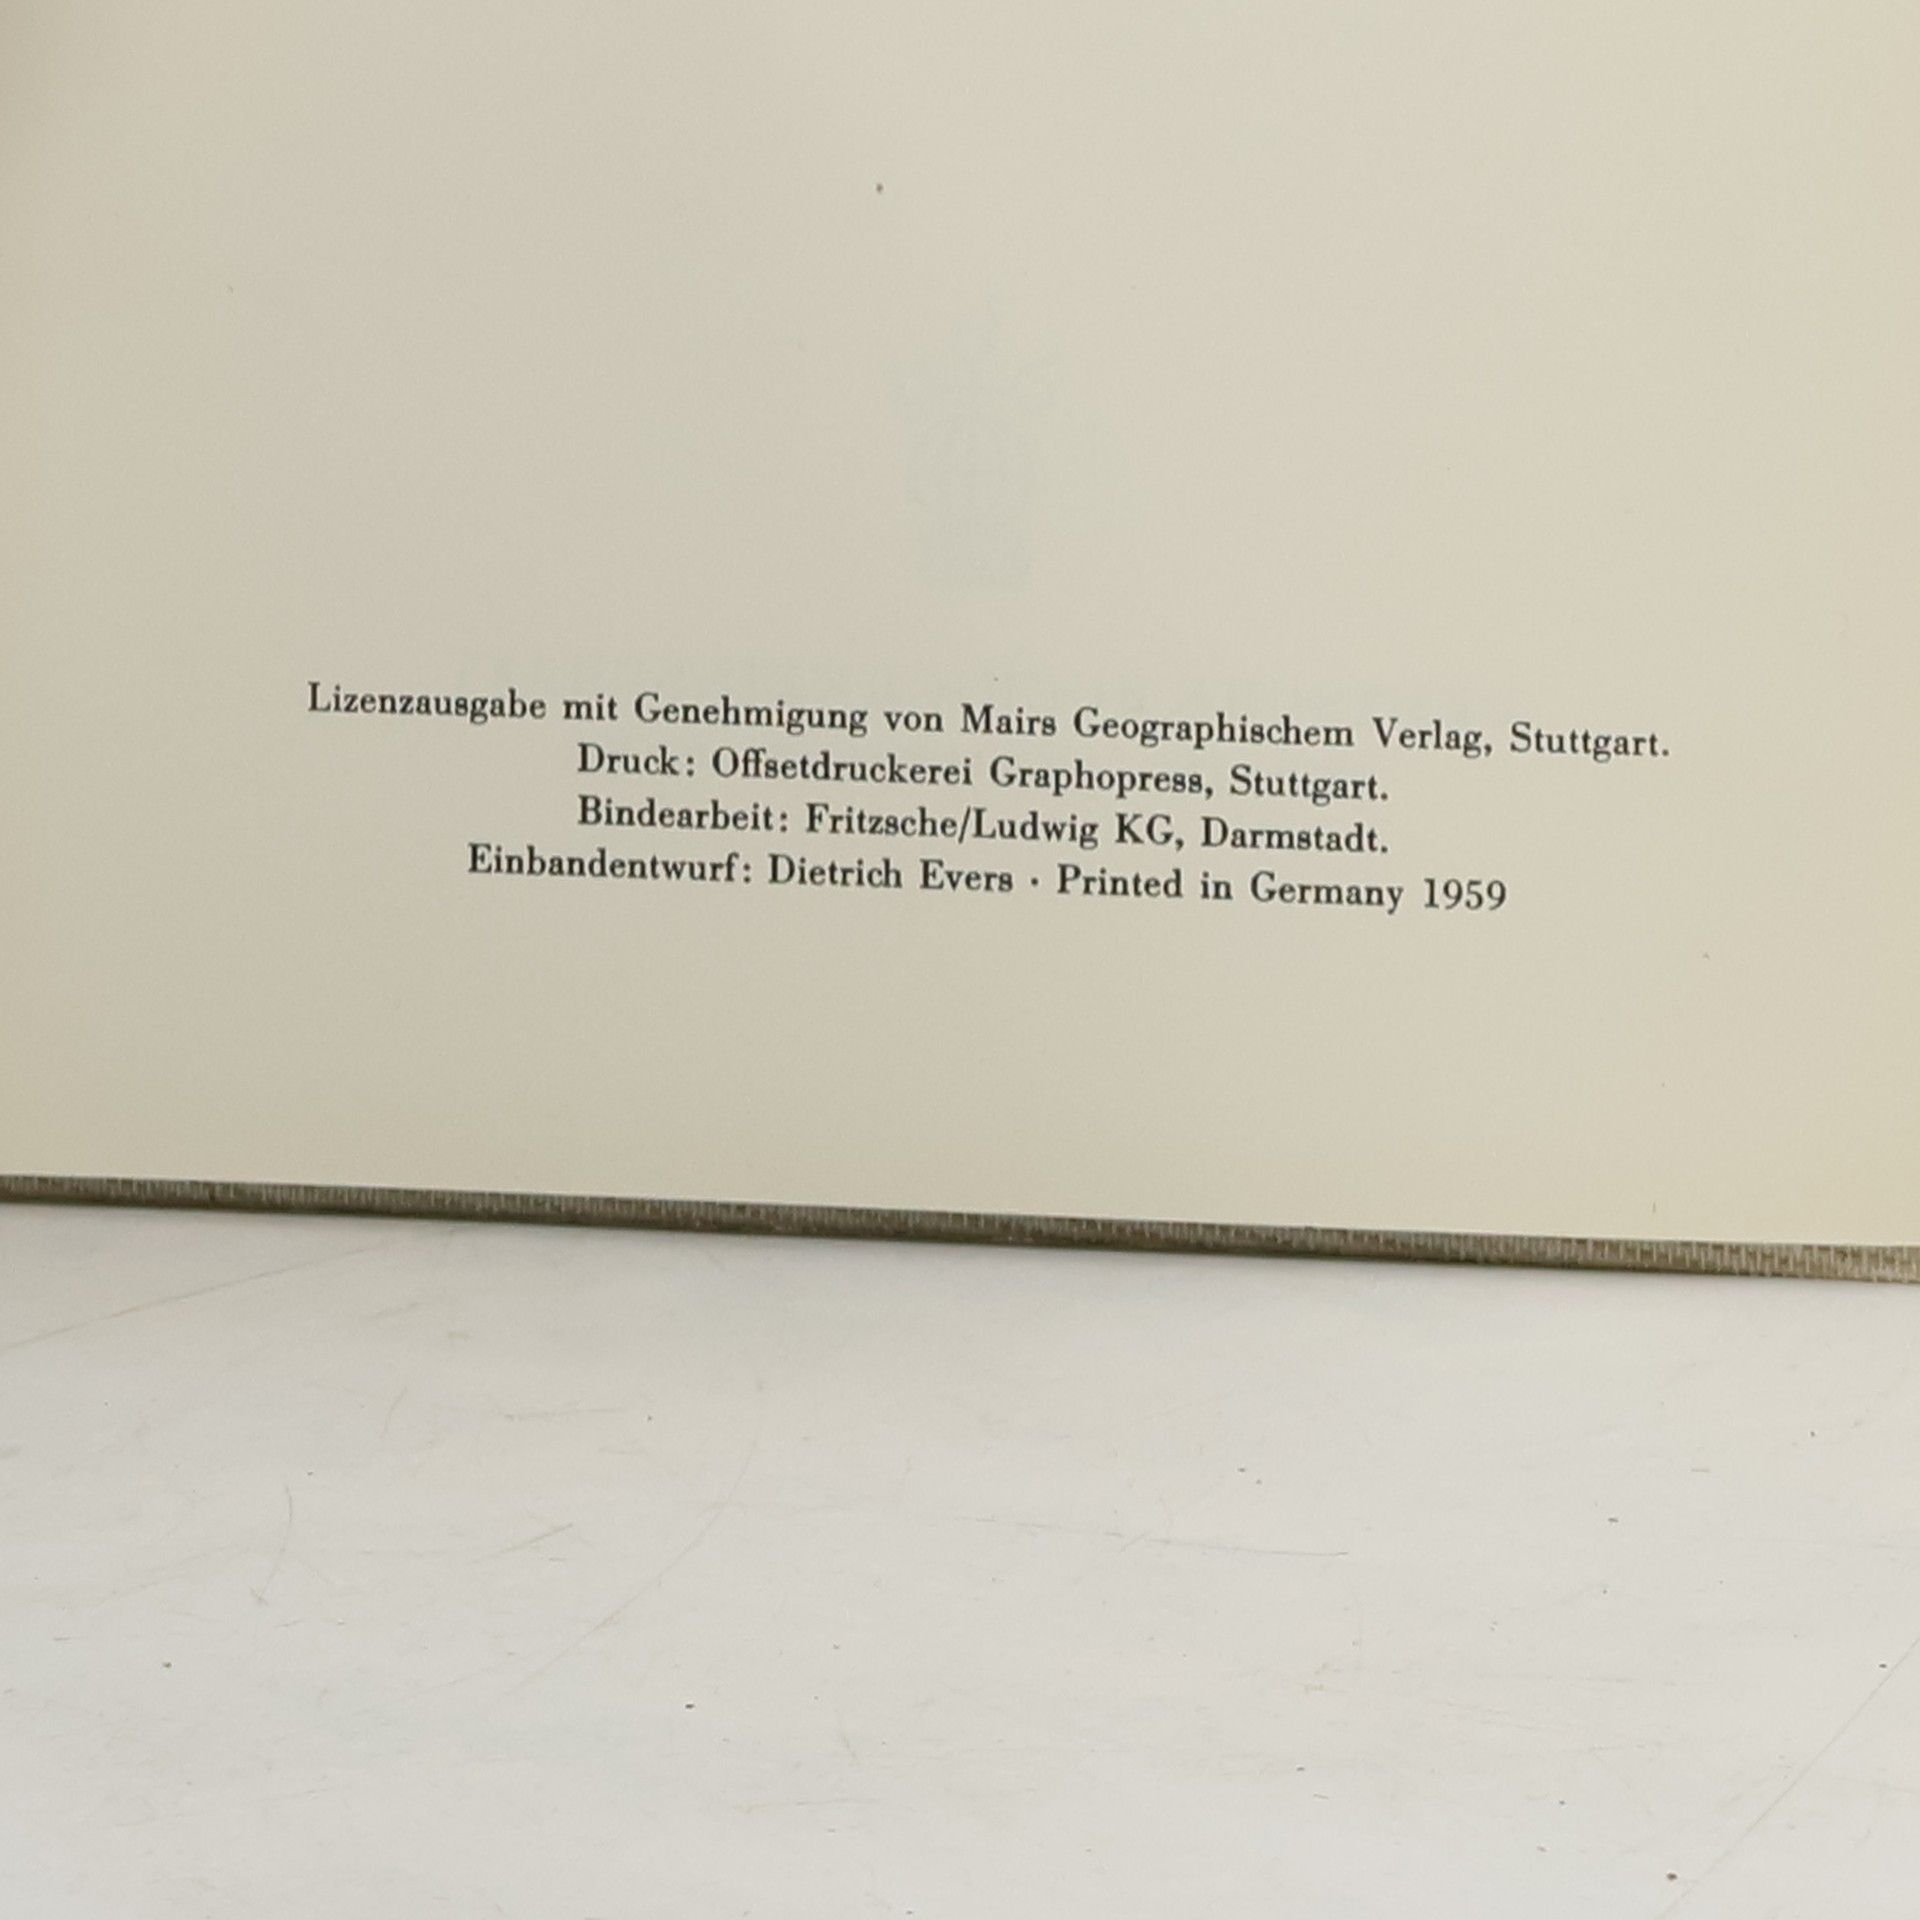 Lizenzausgabe mit Genehmigung von Mairs Geographischem Verlag, Stuttgart.
Druck: Offsetdruckerei Graphopress, Stuttgart.
Bindearbeit: Fritzsche/Ludwig KG, Darmstadt.
Einbandentwurf: Dietrich Evers · Printed in Germany 1959